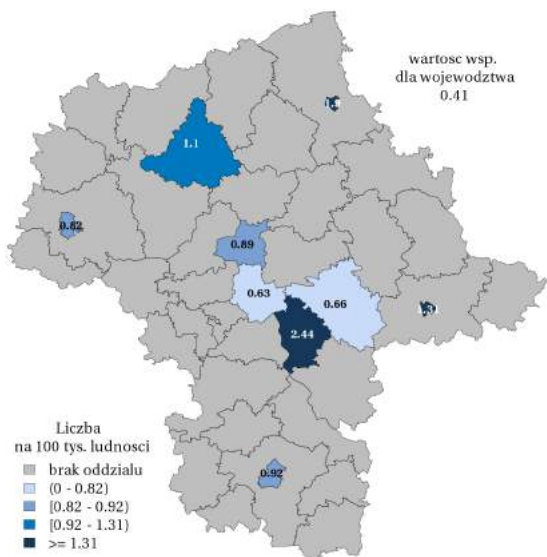 wartosc wsp.
dla wojewodztwa
0.41
1.1
0.82
0.89
0.63
0.66
1.31
2.44
0.92
Liczba
na 100 tys. ludnosci
brak oddzialu
(0 - 0.82)
[0.82 - 0.92)
[0.92 - 1.31)
>= 1.31